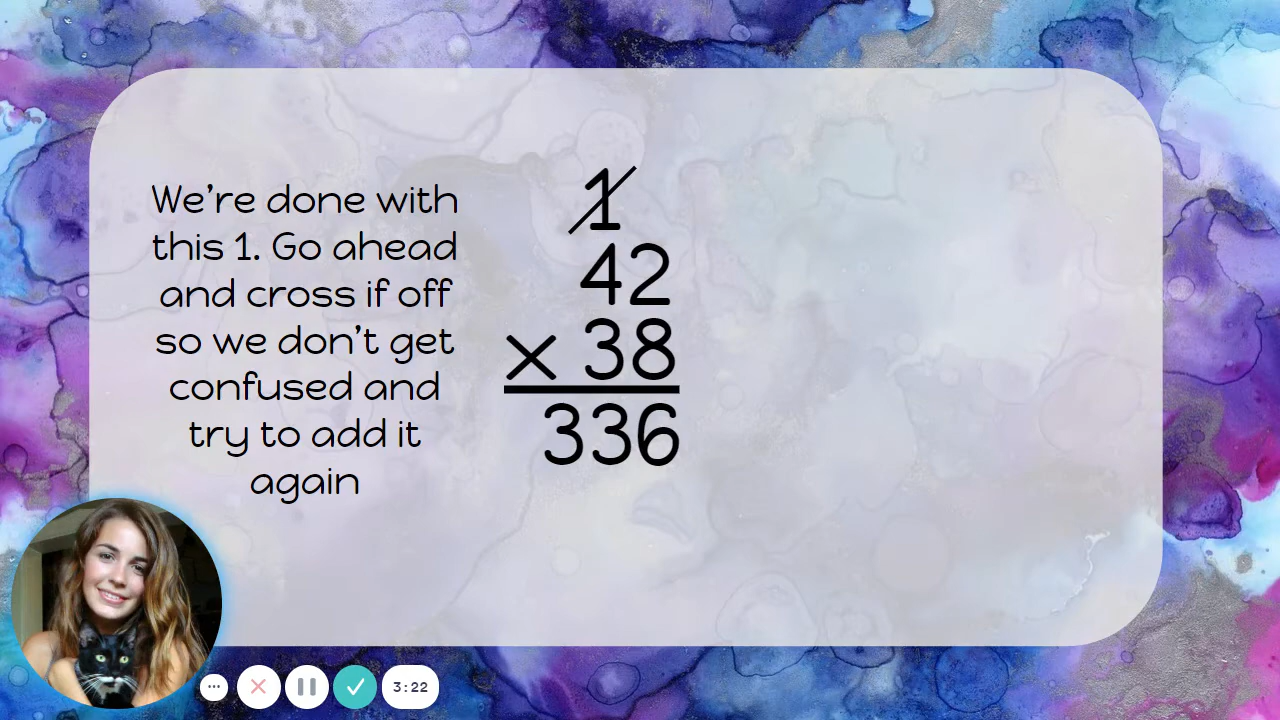 We're done with
this 1. Go ahead
and cross if off
so we don't get
confused and
try to add it
again
1
42
× 38
336
3:22